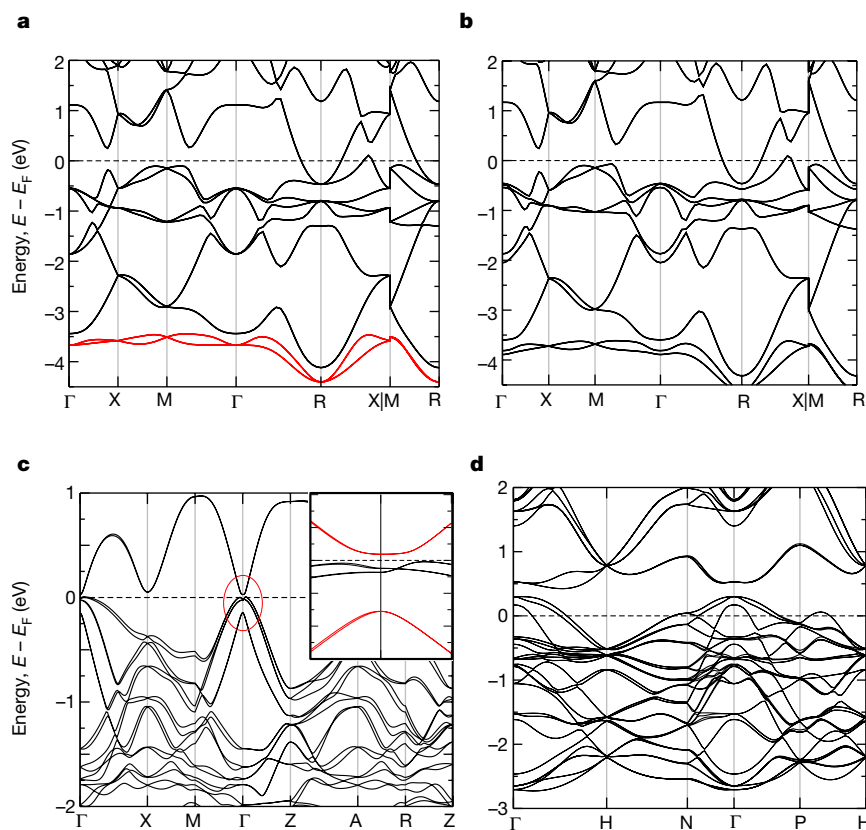 a
b
Energy, E – E_F (eV)
2
1
0
−1
−2
−3
−4
Γ X M Γ R X|M R
2
1
0
−1
−2
−3
−4
Γ X M Γ R X|M R
c
d
Energy, E – E_F (eV)
1
0
−1
−2
Γ X M Γ Z A R Z
2
1
0
−1
−2
−3
Γ H N Γ P